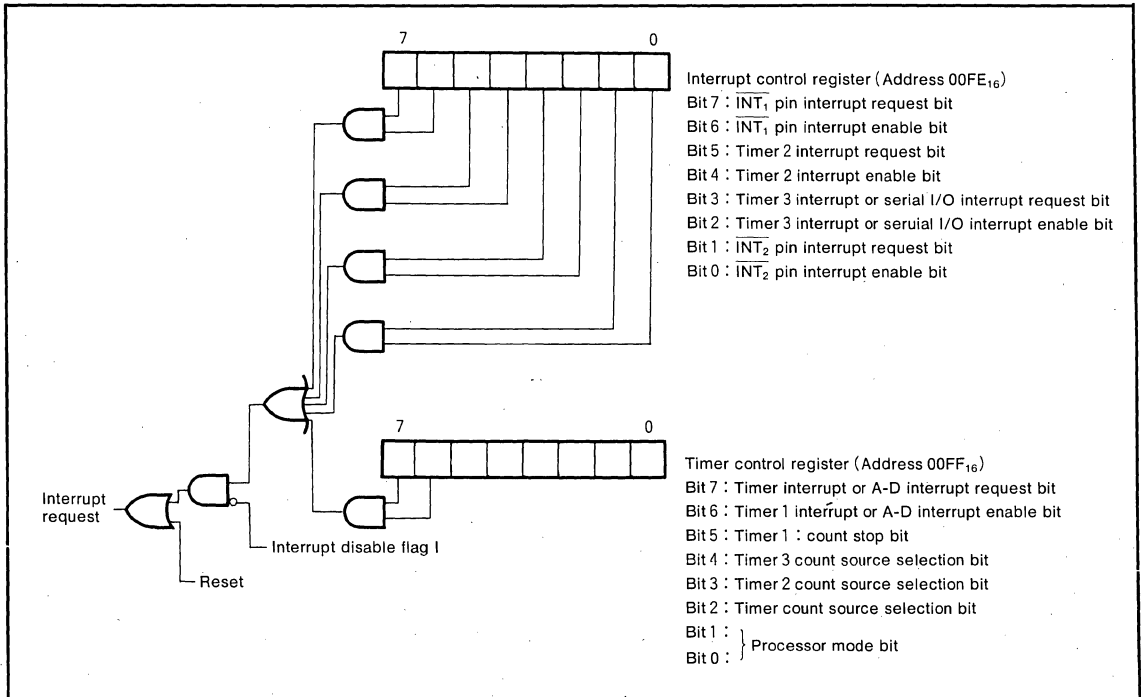 7 0
Interrupt control register (Address 00FE₁₆)
Bit 7 : I̅N̅T̅₁̅ pin interrupt request bit
Bit 6 : I̅N̅T̅₁̅ pin interrupt enable bit
Bit 5 : Timer 2 interrupt request bit
Bit 4 : Timer 2 interrupt enable bit
Bit 3 : Timer 3 interrupt or serial I/O interrupt request bit
Bit 2 : Timer 3 interrupt or seruial I/O interrupt enable bit
Bit 1 : I̅N̅T̅₂̅ pin interrupt request bit
Bit 0 : I̅N̅T̅₂̅ pin interrupt enable bit
7 0
Timer control register (Address 00FF₁₆)
Bit 7 : Timer interrupt or A-D interrupt request bit
Bit 6 : Timer 1 interrupt or A-D interrupt enable bit
Bit 5 : Timer 1 : count stop bit
Bit 4 : Timer 3 count source selection bit
Bit 3 : Timer 2 count source selection bit
Bit 2 : Timer count source selection bit
Bit 1 :
Bit 0 : } Processor mode bit
Interrupt
request
Interrupt disable flag I
Reset